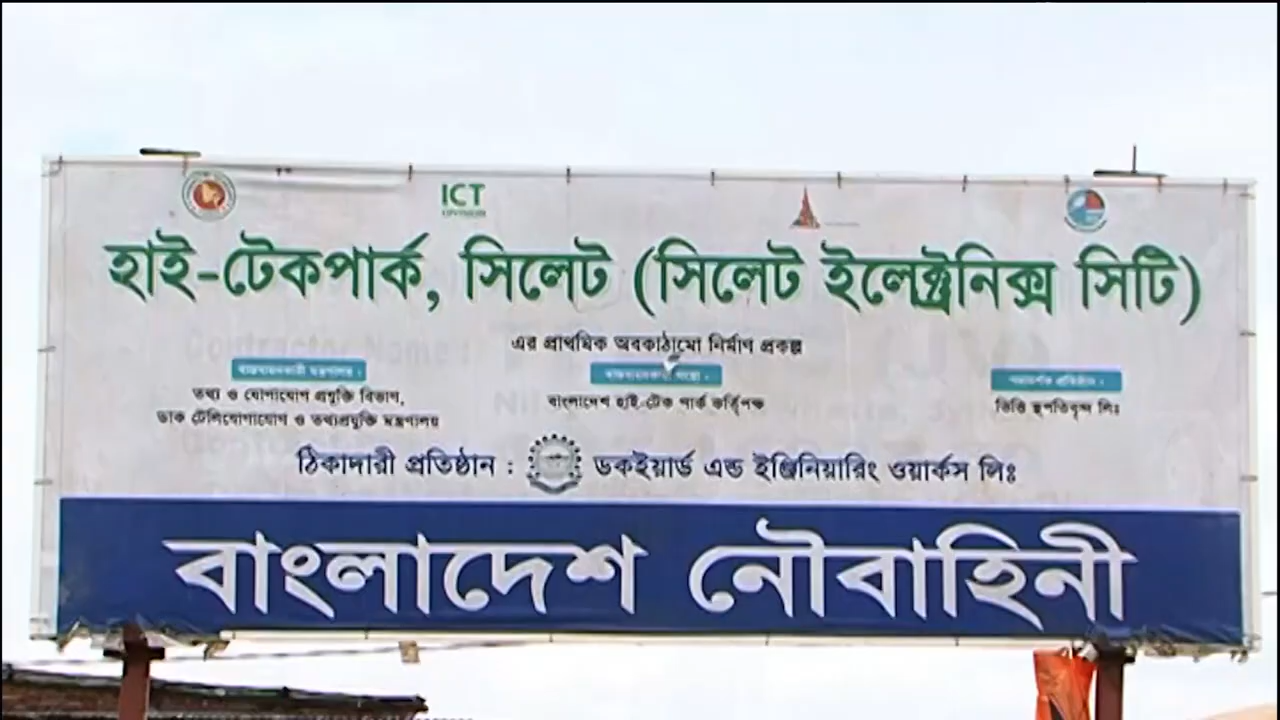 ICT
DIVISION
হাই-টেকপার্ক, সিলেট (সিলেট ইলেক্ট্রনিক্স সিটি)
এর প্রাথমিক অবকাঠামো নির্মাণ প্রকল্প
বাস্তবায়নকারী মন্ত্রণালয় :
তথ্য ও যোগাযোগ প্রযুক্তি বিভাগ,
ডাক টেলিযোগাযোগ ও তথ্যপ্রযুক্তি মন্ত্রণালয়
বাস্তবায়নকারী সংস্থা :
বাংলাদেশ হাই-টেক পার্ক কর্তৃপক্ষ
পরামর্শক প্রতিষ্ঠান :
ভিত্তি স্থপতিবৃন্দ লিঃ
ঠিকাদারী প্রতিষ্ঠান : ডকইয়ার্ড এন্ড ইঞ্জিনিয়ারিং ওয়ার্কস লিঃ
বাংলাদেশ নৌবাহিনী